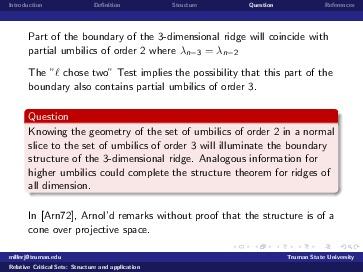 Introduction Definition Structure Question References
Part of the boundary of the 3-dimensional ridge will coincide with
partial umbilics of order 2 where λₙ₋₃ = λₙ₋₂
The "ℓ chose two" Test implies the possibility that this part of the
boundary also contains partial umbilics of order 3.
Question
Knowing the geometry of the set of umbilics of order 2 in a normal
slice to the set of umbilics of order 3 will illuminate the boundary
structure of the 3-dimensional ridge. Analogous information for
higher umbilics could complete the structure theorem for ridges of
all dimension.
In [Arn72], Arnol'd remarks without proof that the structure is of a
cone over projective space.
millerj@truman.edu Truman State University
Relative Critical Sets: Structure and application